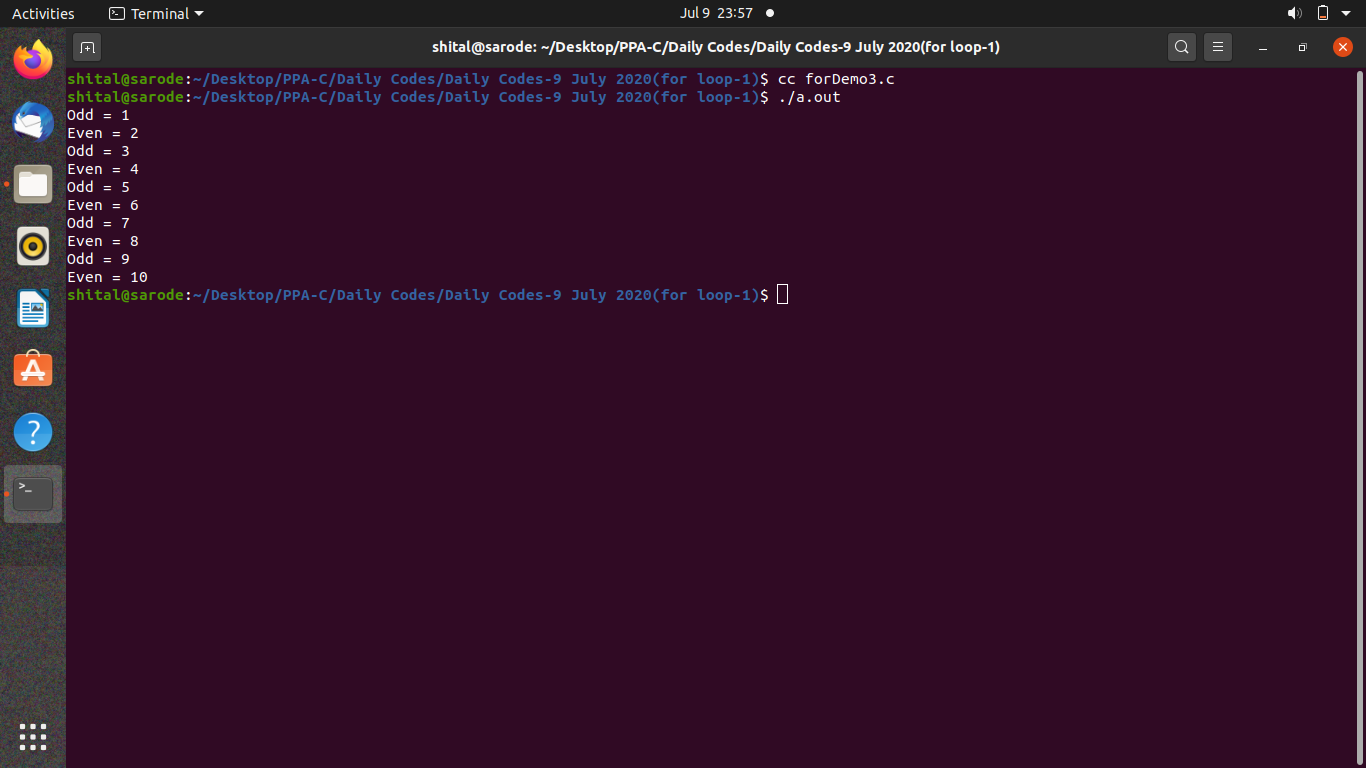 Activities
Terminal
Jul 9 23:57
shital@sarode: ~/Desktop/PPA-C/Daily Codes/Daily Codes-9 July 2020(for loop-1)
shital@sarode:~/Desktop/PPA-C/Daily Codes/Daily Codes-9 July 2020(for loop-1)$ cc forDemo3.c
shital@sarode:~/Desktop/PPA-C/Daily Codes/Daily Codes-9 July 2020(for loop-1)$ ./a.out
Odd = 1
Even = 2
Odd = 3
Even = 4
Odd = 5
Even = 6
Odd = 7
Even = 8
Odd = 9
Even = 10
shital@sarode:~/Desktop/PPA-C/Daily Codes/Daily Codes-9 July 2020(for loop-1)$